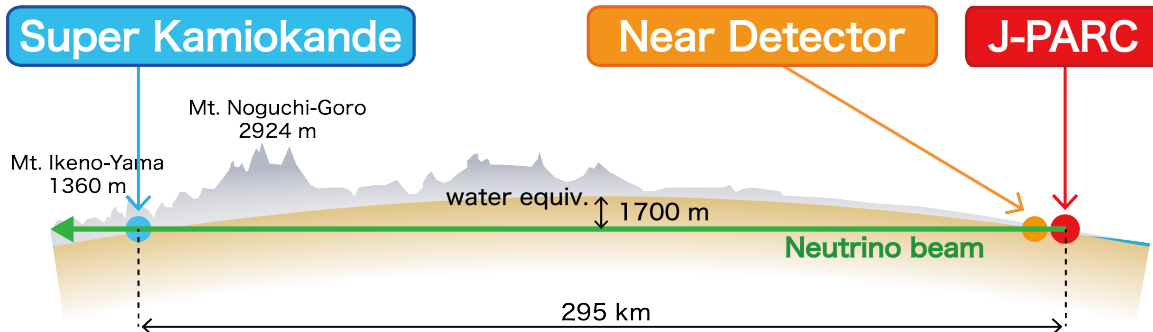 Super Kamiokande
Near Detector
J-PARC
Mt. Noguchi-Goro
2924 m
Mt. Ikeno-Yama
1360 m
water equiv.
1700 m
Neutrino beam
295 km